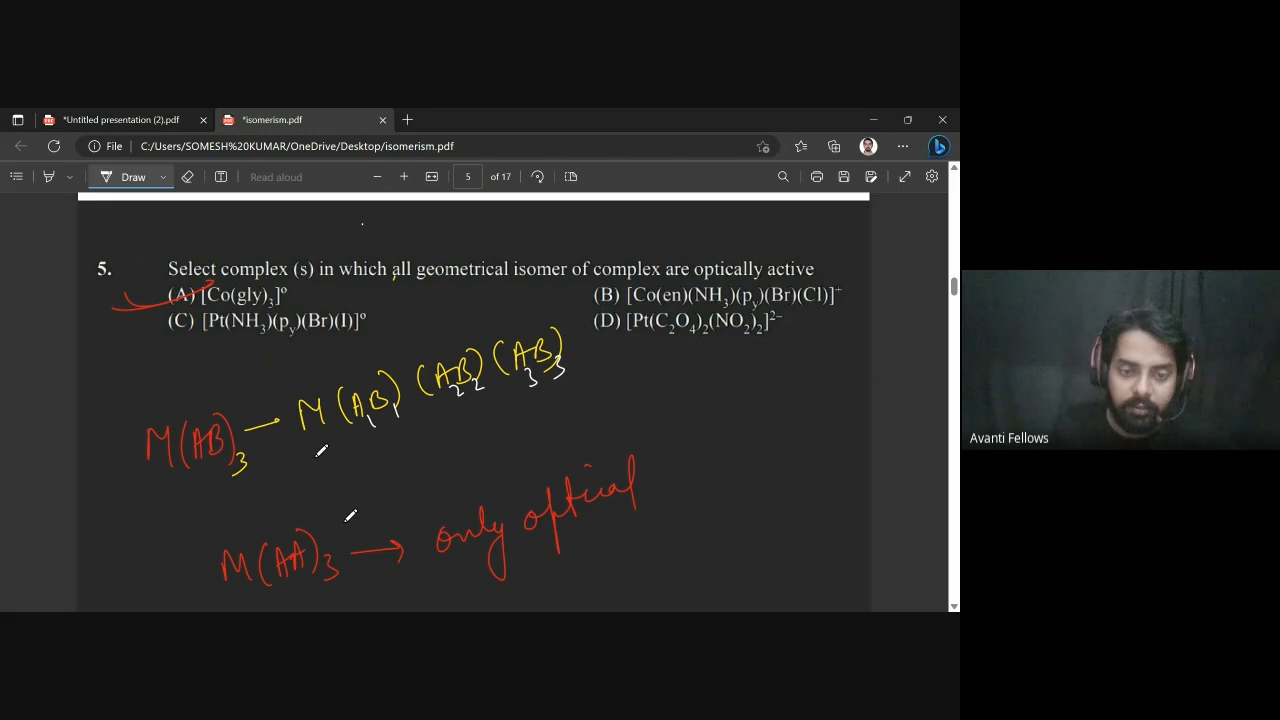 *Untitled presentation (2).pdf
*isomerism.pdf
File C:/Users/SOMESH%20KUMAR/OneDrive/Desktop/isomerism.pdf
Draw Read aloud 5 of 17
5. Select complex (s) in which all geometrical isomer of complex are optically active
(A) [Co(gly)₃]º (B) [Co(en)(NH₃)(pᵧ)(Br)(Cl)]⁺
(C) [Pt(NH₃)(pᵧ)(Br)(I)]º (D) [Pt(C₂O₄)₂(NO₂)₂]²⁻
M(AB)₃ → M(A₁B₁)(A₂B₂)(A₃B₃)
M(AA)₃ → only optical
Avanti Fellows